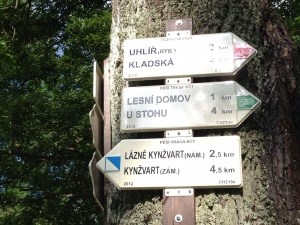 UHLÍŘ (RYB.) 2
KLADSKÁ
PĚŠÍ TRASA KČT
LESNÍ DOMOV 1 km
U STOHU 4 km
PĚŠÍ TRASA KČT
LÁZNĚ KYNŽVART (NÁM.) 2,5 km
KYNŽVART (ZÁM.) 4,5 km
2012